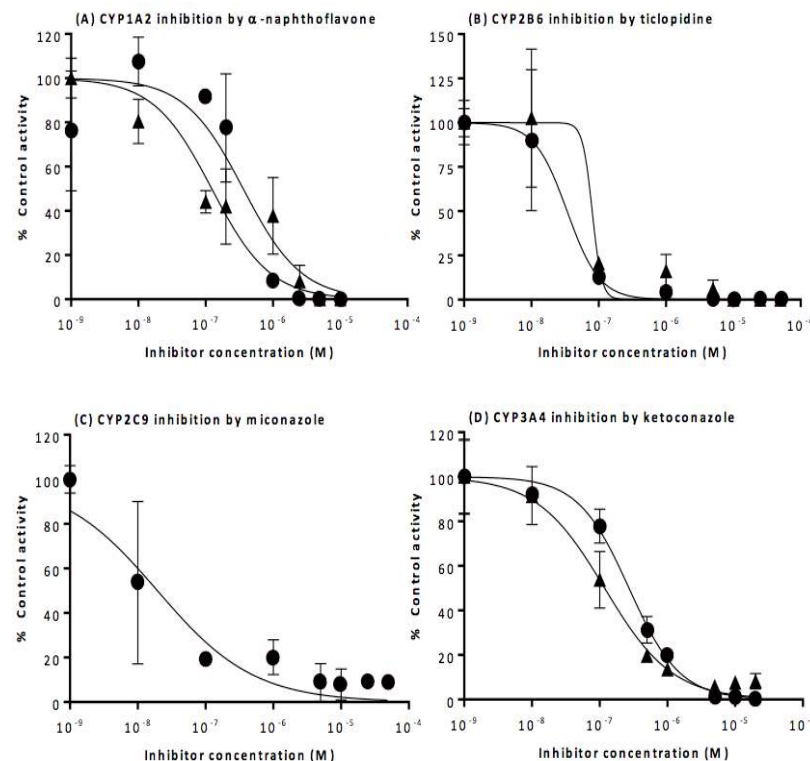 (A) CYP1A2 inhibition by α-naphthoflavone
120
100
80
60
40
20
0
% Control activity
10-9 10-8 10-7 10-6 10-5 10-4
Inhibitor concentration (M)
(B) CYP2B6 inhibition by ticlopidine
150
125
100
75
50
25
0
% Control activity
10-9 10-8 10-7 10-6 10-5 10-4
Inhibitor concentration (M)
(C) CYP2C9 inhibition by miconazole
120
100
80
60
40
20
0
% Control activity
10-9 10-8 10-7 10-6 10-5 10-4
Inhibitor concentration (M)
(D) CYP3A4 inhibition by ketoconazole
120
100
80
60
40
20
0
% Control activity
10-9 10-8 10-7 10-6 10-5 10-
Inhibitor concentration (M)